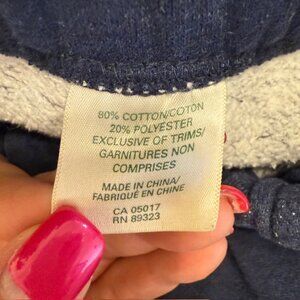 80% COTTON/COTON
20% POLYESTER
EXCLUSIVE OF TRIMS/
GARNITURES NON
COMPRISES
MADE IN CHINA/
FABRIQUÉ EN CHINE
CA 05017
RN 89323